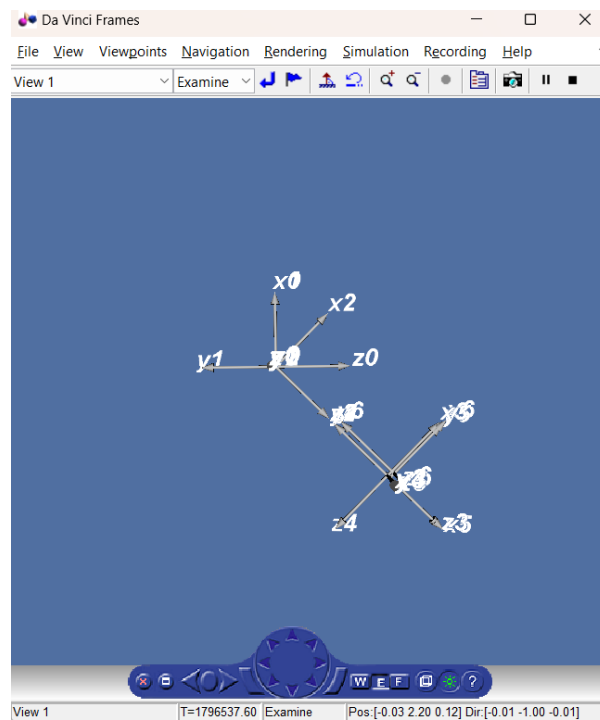 Da Vinci Frames
File View Viewpoints Navigation Rendering Simulation Recording Help
View 1 Examine
x2
y1
z0
z4
W E F ?
View 1 T=1796537.60 Examine Pos:[-0.03 2.20 0.12] Dir:[-0.01 -1.00 -0.01]